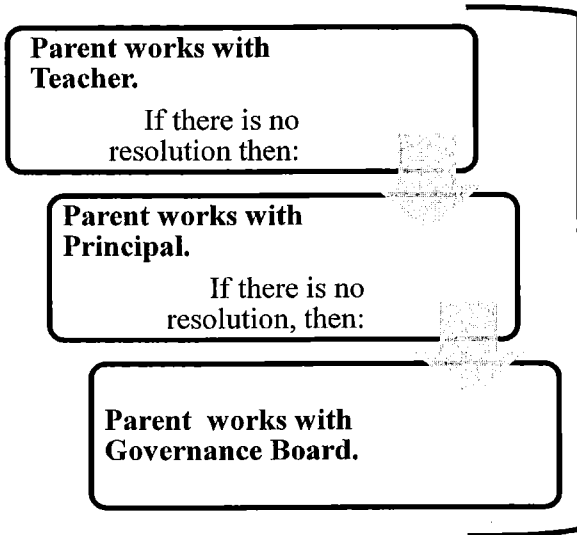 Parent works with
Teacher.
If there is no
resolution then:
Parent works with
Principal.
If there is no
resolution, then:
Parent works with
Governance Board.